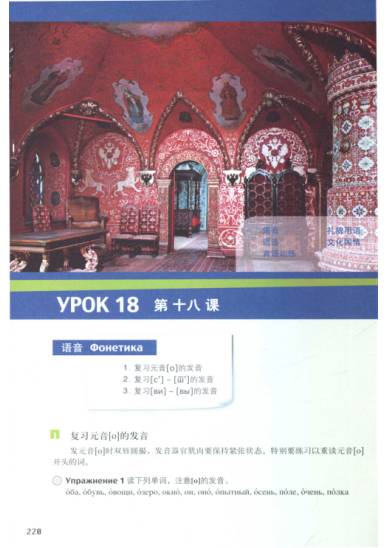 语音 礼貌用语
语法 文化国情
言语训练
УРОК 18 第十八课
语音 Фонетика
1. 复习元音[о]的发音
2. 复习[с'] – [ш̅']的发音
3. 复习[ви] – [вы]的发音
1 复习元音[о]的发音
发元音[о]时双唇圆撮，发音器官肌肉要保持紧张状态，特别要练习以重读元音[о]
开头的词。
Упражнение 1 读下列单词，注意[о]的发音。
о́ба, о́бувь, о́вощи, о́зеро, окно́, он, оно́, о́пытный, о́сень, по́ле, о́чень, по́лка
220